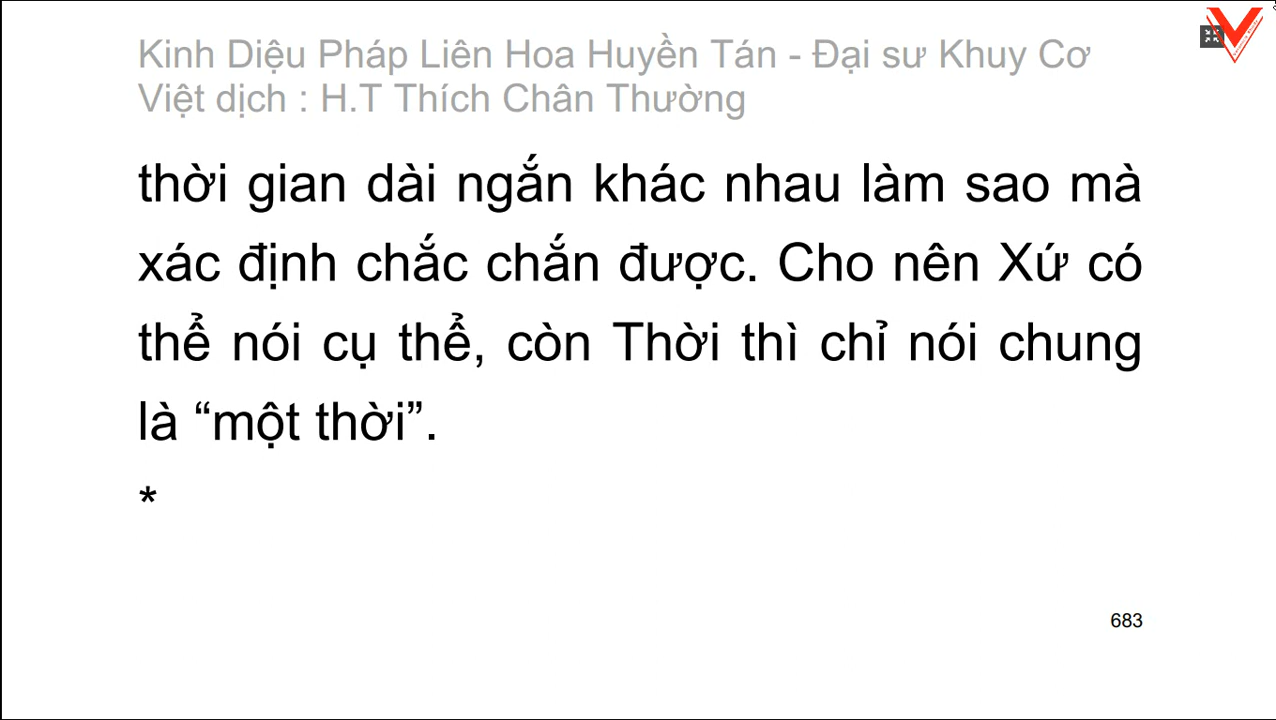 Kinh Diệu Pháp Liên Hoa Huyền Tán - Đại sư Khuy Cơ
Việt dịch : H.T Thích Chân Thường
thời gian dài ngắn khác nhau làm sao mà
xác định chắc chắn được. Cho nên Xứ có
thể nói cụ thể, còn Thời thì chỉ nói chung
là “một thời”.
*
683